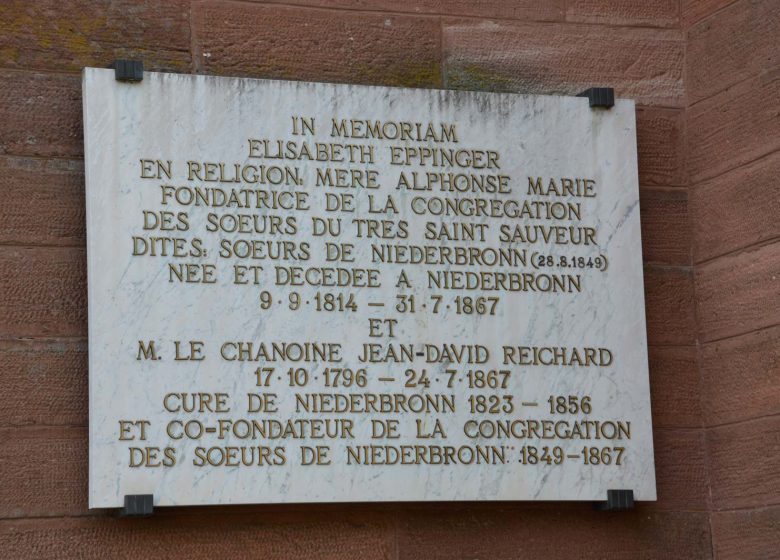 IN MEMORIAM
ELISABETH EPPINGER
EN RELIGION: MERE ALPHONSE MARIE
FONDATRICE DE LA CONGREGATION
DES SOEURS DU TRES SAINT SAUVEUR
DITES: SOEURS DE NIEDERBRONN (28.8.1849)
NEE ET DECEDEE A NIEDERBRONN
9·9·1814 – 31·7·1867
ET
M. LE CHANOINE JEAN-DAVID REICHARD
17·10·1796 – 24·7·1867
CURE DE NIEDERBRONN 1823 – 1856
ET CO-FONDATEUR DE LA CONGREGATION
DES SOEURS DE NIEDERBRONN: 1849–1867